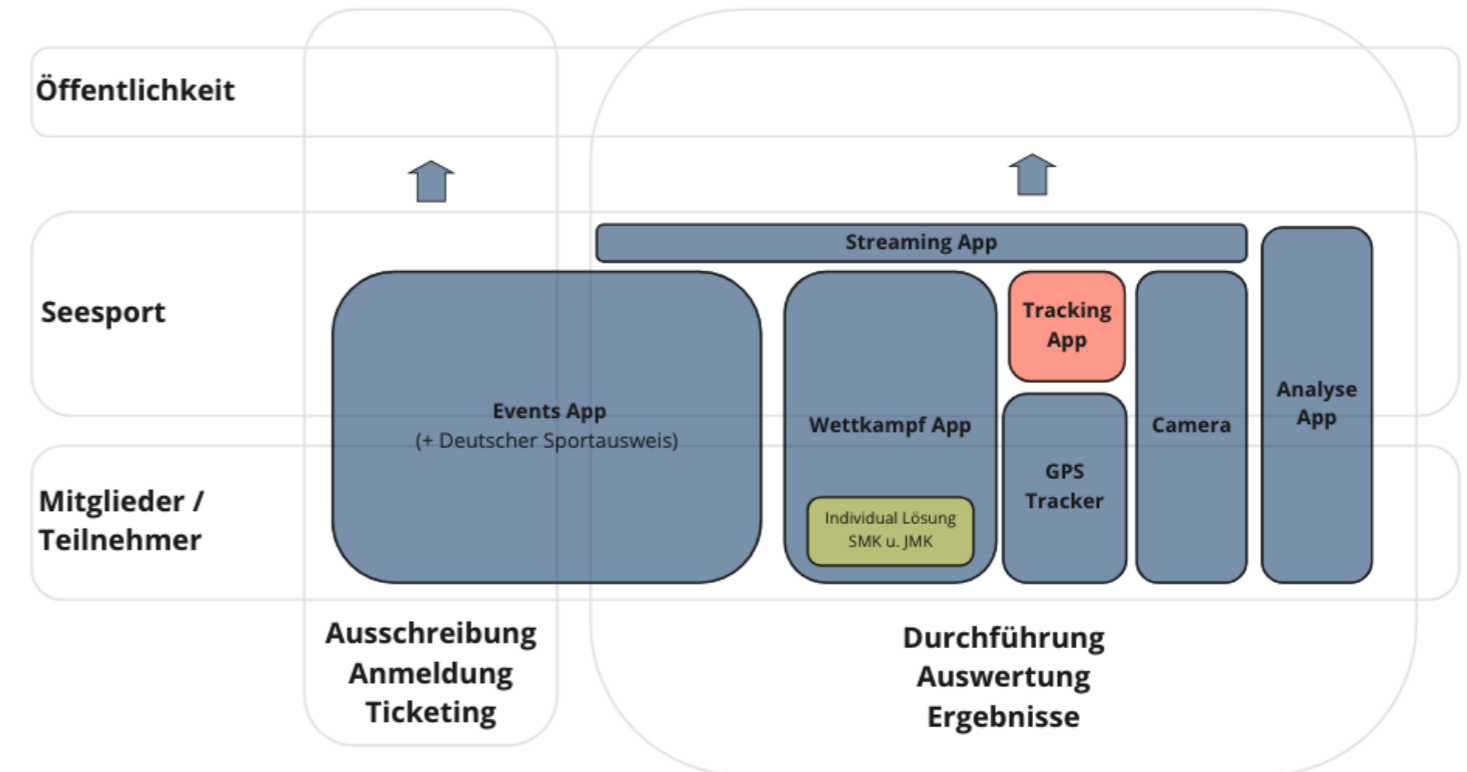 Öffentlichkeit
Streaming App
Seesport
Tracking
App
Events App
(+ Deutscher Sportausweis)
Wettkampf App
Camera
Analyse
App
GPS
Tracker
Mitglieder /
Teilnehmer
Individual Lösung
SMK u. JMK
Ausschreibung
Anmeldung
Ticketing
Durchführung
Auswertung
Ergebnisse